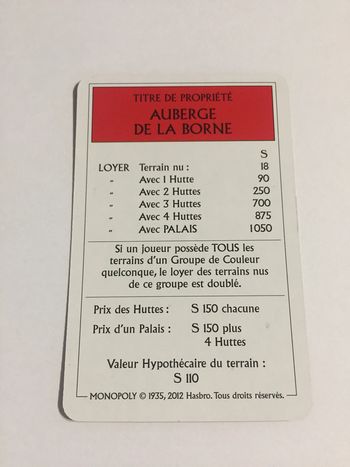 TITRE DE PROPRIÉTÉ
AUBERGE
DE LA BORNE
S
LOYER Terrain nu : 18
" Avec 1 Hutte 90
" Avec 2 Huttes 250
" Avec 3 Huttes 700
" Avec 4 Huttes 875
" Avec PALAIS 1050
Si un joueur possède TOUS les
terrains d'un Groupe de Couleur
quelconque, le loyer des terrains nus
de ce groupe est doublé.
Prix des Huttes : S 150 chacune
Prix d'un Palais : S 150 plus
4 Huttes
Valeur Hypothécaire du terrain :
S 110
MONOPOLY © 1935, 2012 Hasbro. Tous droits réservés.